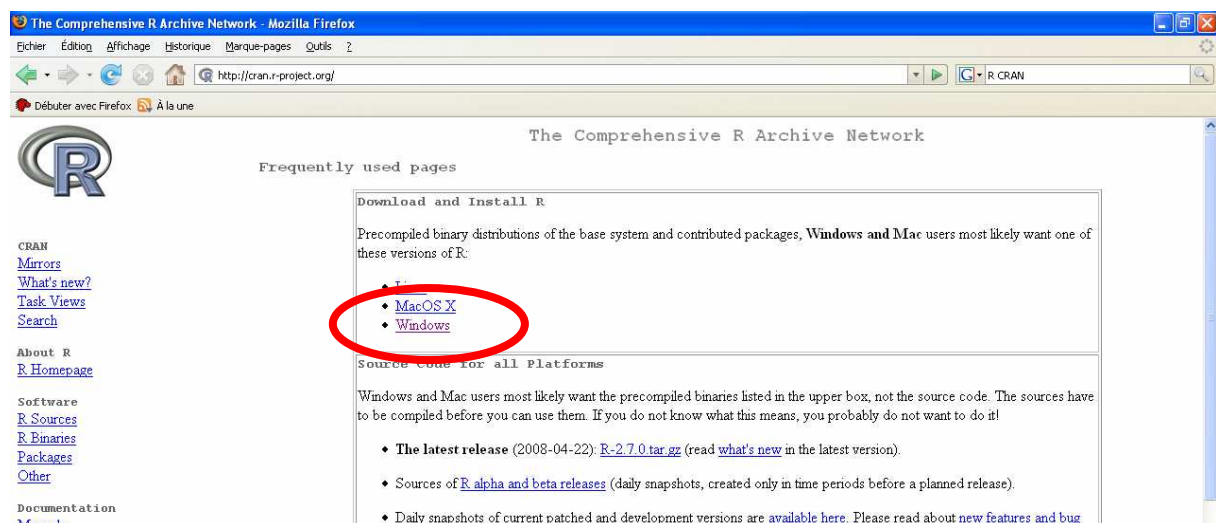 The Comprehensive R Archive Network - Mozilla Firefox
Fichier Édition Affichage Historique Marque-pages Outils ?
http://cran.r-project.org/ G R CRAN
Débuter avec Firefox À la une
R
The Comprehensive R Archive Network
Frequently used pages
CRAN
Mirrors
What's new?
Task Views
Search
About R
R Homepage
Software
R Sources
R Binaries
Packages
Other
Documentation
Download and Install R
Precompiled binary distributions of the base system and contributed packages, Windows and Mac users most likely want one of
these versions of R:
MacOS X
Windows
Source Code for all Platforms
Windows and Mac users most likely want the precompiled binaries listed in the upper box, not the source code. The sources have
to be compiled before you can use them. If you do not know what this means, you probably do not want to do it!
The latest release (2008-04-22): R-2.7.0.tar.gz (read what's new in the latest version).
Sources of R alpha and beta releases (daily snapshots, created only in time periods before a planned release).
Daily snapshots of current patched and development versions are available here. Please read about new features and bug